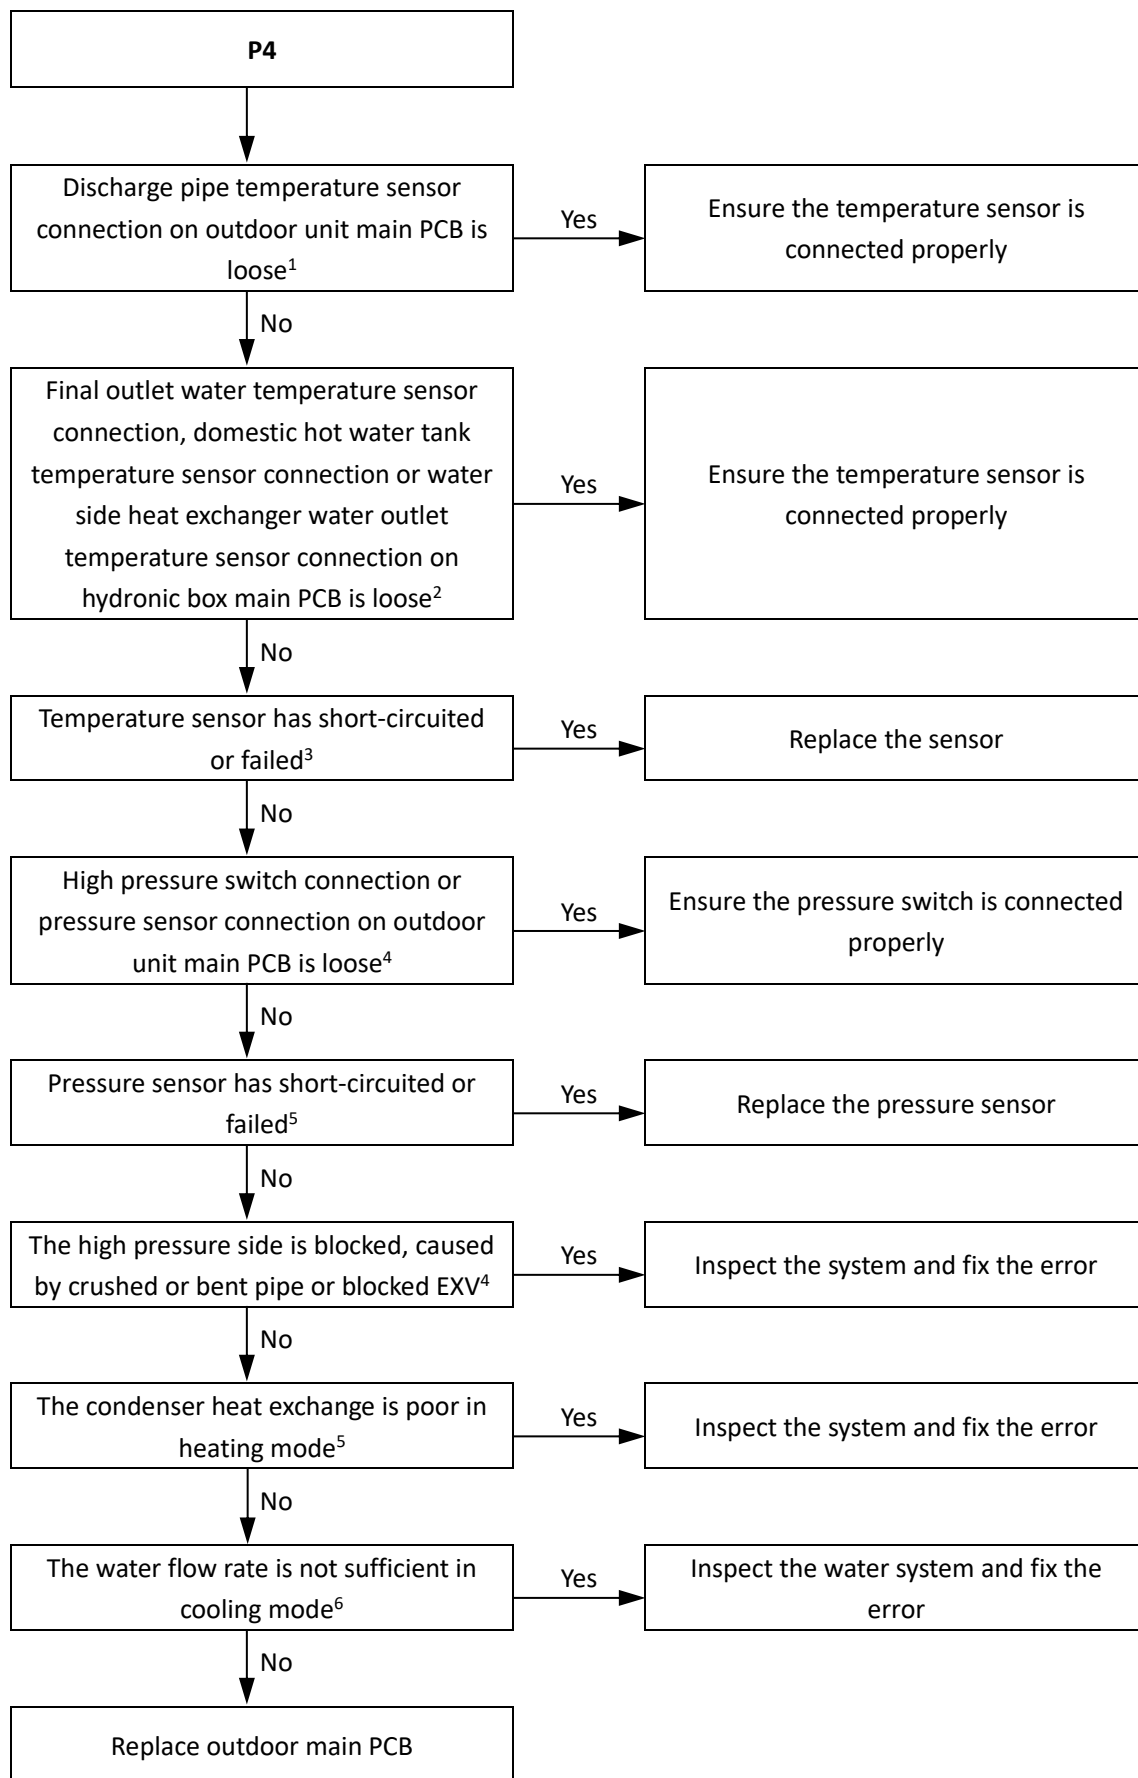 P4
Discharge pipe temperature sensor
connection on outdoor unit main PCB is
loose1
Yes
Ensure the temperature sensor is
connected properly
No
Final outlet water temperature sensor
connection, domestic hot water tank
temperature sensor connection or water
side heat exchanger water outlet
temperature sensor connection on
hydronic box main PCB is loose2
Yes
Ensure the temperature sensor is
connected properly
No
Temperature sensor has short-circuited
or failed3
Yes
Replace the sensor
No
High pressure switch connection or
pressure sensor connection on outdoor
unit main PCB is loose4
Yes
Ensure the pressure switch is connected
properly
No
Pressure sensor has short-circuited or
failed5
Yes
Replace the pressure sensor
No
The high pressure side is blocked, caused
by crushed or bent pipe or blocked EXV4
Yes
Inspect the system and fix the error
No
The condenser heat exchange is poor in
heating mode5
Yes
Inspect the system and fix the error
No
The water flow rate is not sufficient in
cooling mode6
Yes
Inspect the water system and fix the
error
No
Replace outdoor main PCB